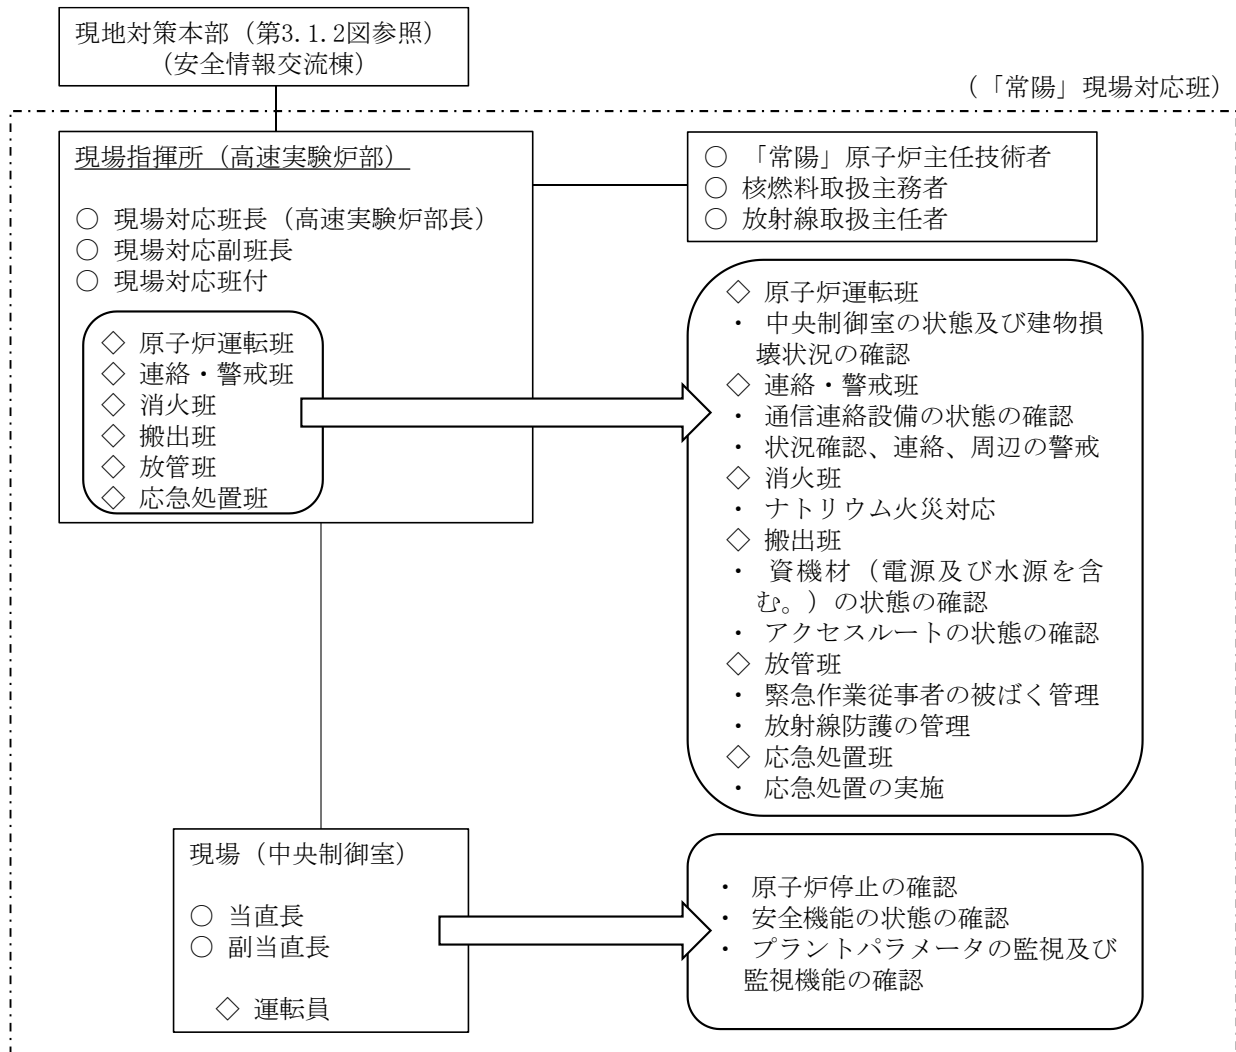 現地対策本部（第3.1.2図参照）
（安全情報交流棟）
（「常陽」現場対応班）
現場指揮所（高速実験炉部）
○ 現場対応班長（高速実験炉部長）
○ 現場対応副班長
○ 現場対応班付
◇ 原子炉運転班
◇ 連絡・警戒班
◇ 消火班
◇ 搬出班
◇ 放管班
◇ 応急処置班
○ 「常陽」原子炉主任技術者
○ 核燃料取扱主務者
○ 放射線取扱主任者
◇ 原子炉運転班
・ 中央制御室の状態及び建物損
壊状況の確認
◇ 連絡・警戒班
・ 通信連絡設備の状態の確認
・ 状況確認、連絡、周辺の警戒
◇ 消火班
・ ナトリウム火災対応
◇ 搬出班
・ 資機材（電源及び水源を含
む。）の状態の確認
・ アクセスルートの状態の確認
◇ 放管班
・ 緊急作業従事者の被ばく管理
・ 放射線防護の管理
◇ 応急処置班
・ 応急処置の実施
現場（中央制御室）
○ 当直長
○ 副当直長
◇ 運転員
・ 原子炉停止の確認
・ 安全機能の状態の確認
・ プラントパラメータの監視及び
監視機能の確認